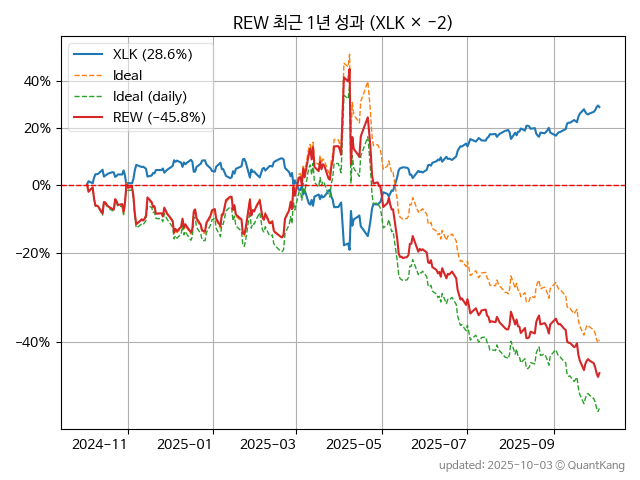 REW 최근 1년 성과 (XLK × −2)
XLK (28.6%)
Ideal
Ideal (daily)
REW (−45.8%)
40%
20%
0%
−20%
−40%
2024-11
2025-01
2025-03
2025-05
2025-07
2025-09
updated: 2025-10-03 © QuantKang